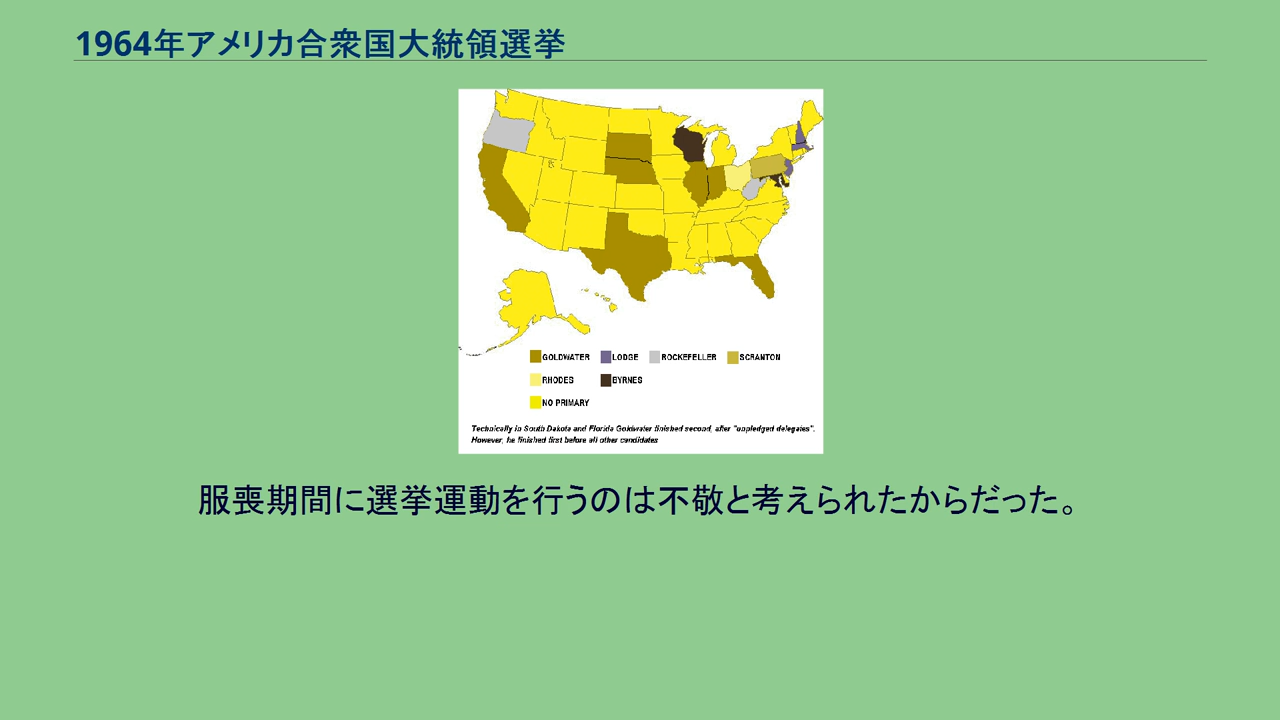 1964年アメリカ合衆国大統領選挙
GOLDWATER LODGE ROCKEFELLER SCRANTON
RHODES BYRNES
NO PRIMARY
Technically in South Dakota and Florida Goldwater finished second, after "unpledged delegates".
However, he finished first before all other candidates
服喪期間に選挙運動を行うのは不敬と考えられたからだった。